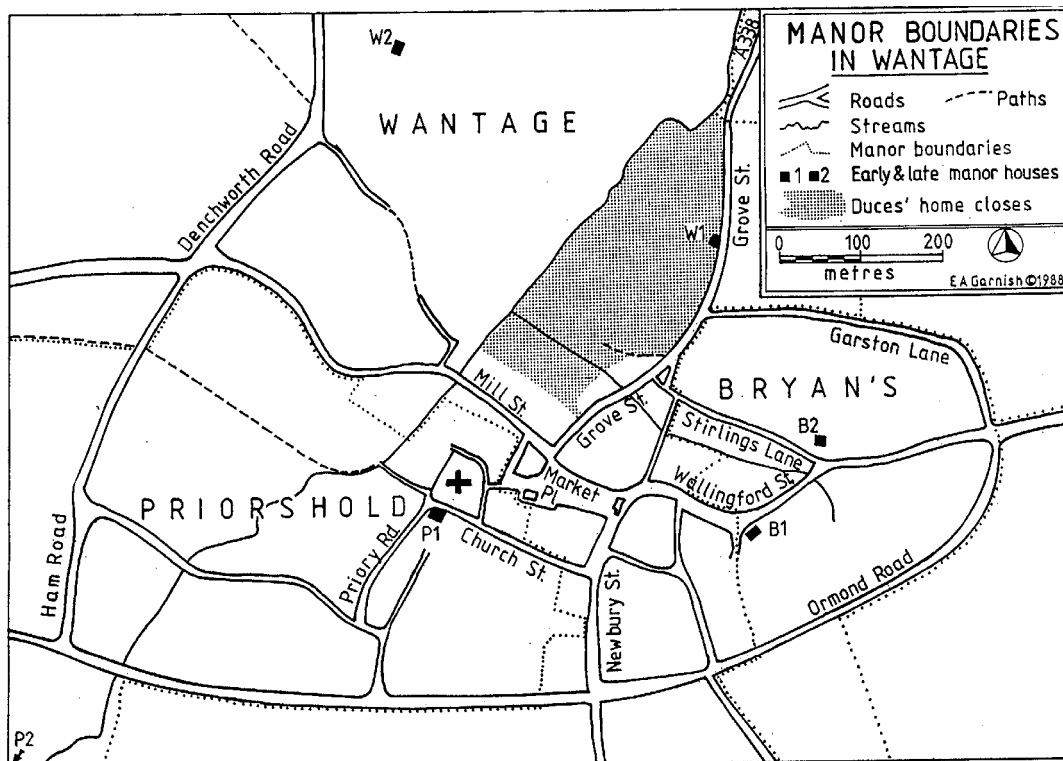 MANOR BOUNDARIES
IN WANTAGE
Roads
Paths
Streams
Manor boundaries
1 2 Early & late manor houses
Duces' home closes
0 100 200
metres
E A Garnish ©1988
W2
A338
WANTAGE
Denchworth Road
Grove St.
W1
Garston Lane
Mill St.
BRYAN'S
Grove St.
Stirlings Lane
B2
Market
Pl.
Wallingford St.
PRIORSHOLD
P1
B1
Church St.
Priory Rd.
Ham Road
Newbury St.
Ormond Road
P2